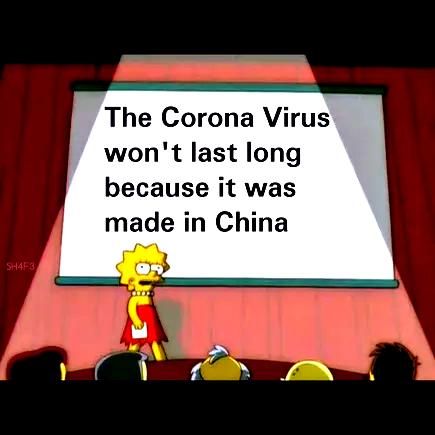 The Corona Virus
won't last long
because it was
made in China
SH4F3